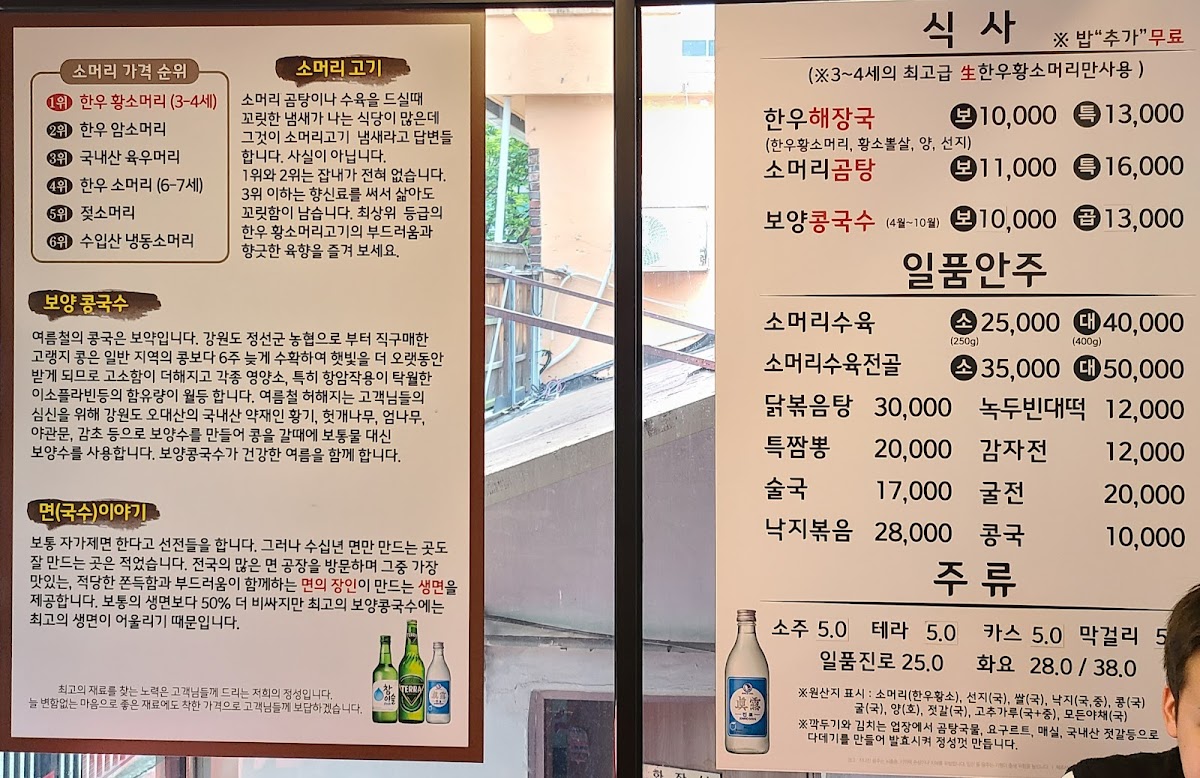 소머리 가격 순위
1위 한우 황소머리 (3-4세)
2위 한우 암소머리
3위 국내산 육우머리
4위 한우 소머리 (6-7세)
5위 젖소머리
6위 수입산 냉동소머리
소머리 고기
소머리 곰탕이나 수육을 드실때
꼬릿한 냄새가 나는 식당이 많은데
그것이 소머리고기 냄새라고 답변들
합니다. 사실이 아닙니다.
1위와 2위는 잡내가 전혀 없습니다.
3위 이하는 향신료를 써서 삶아도
꼬릿함이 남습니다. 최상위 등급의
한우 황소머리고기의 부드러움과
향긋한 육향을 즐겨 보세요.
보양 콩국수
여름철의 콩국은 보약입니다. 강원도 정선군 농협으로 부터 직구매한
고랭지 콩은 일반 지역의 콩보다 6주 늦게 수확하여 햇빛을 더 오랫동안
받게 되므로 고소함이 더해지고 각종 영양소, 특히 항암작용이 탁월한
이소플라빈등의 함유량이 월등 합니다. 여름철 허해지는 고객님들의
심신을 위해 강원도 오대산의 국내산 약재인 황기, 헛개나무, 엄나무,
야관문, 감초 등으로 보양수를 만들어 콩을 갈때에 보통물 대신
보양수를 사용합니다. 보양콩국수가 건강한 여름을 함께 합니다.
면(국수)이야기
보통 자가제면 한다고 선전들을 합니다. 그러나 수십년 면만 만드는 곳도
잘 만드는 곳은 적었습니다. 전국의 많은 면 공장을 방문하며 그중 가장
맛있는, 적당한 쫀득함과 부드러움이 함께하는 면의 장인이 만드는 생면을
제공합니다. 보통의 생면보다 50% 더 비싸지만 최고의 보양콩국수에는
최고의 생면이 어울리기 때문입니다.
최고의 재료를 찾는 노력은 고객님들께 드리는 저희의 정성입니다.
늘 변함없는 마음으로 좋은 재료에도 착한 가격으로 고객님들께 보답하겠습니다.
참이슬
TERRA
眞露
식 사 ※ 밥"추가"무료
(※3~4세의 최고급 生한우황소머리만사용 )
한우해장국 보 10,000 특 13,000
(한우황소머리, 황소뽈살, 양, 선지)
소머리곰탕 보 11,000 특 16,000
보양콩국수 (4월~10월) 보 10,000 곱 13,000
일품안주
소머리수육 소 25,000 대 40,000
(250g) (400g)
소머리수육전골 소 35,000 대 50,000
닭볶음탕 30,000 녹두빈대떡 12,000
특짬뽕 20,000 감자전 12,000
술국 17,000 굴전 20,000
낙지볶음 28,000 콩국 10,000
주 류
소주 5.0 테라 5.0 카스 5.0 막걸리
일품진로 25.0 화요 28.0 / 38.0
※원산지 표시 : 소머리(한우황소), 선지(국), 쌀(국), 낙지(국,중), 콩(국)
굴(국), 양(호), 젓갈(국), 고추가루(국+중), 모든야채(국)
※깍두기와 김치는 업장에서 곰탕국물, 요구르트, 매실, 국내산 젓갈등으로
다데기를 만들어 발효시켜 정성껏 만듭니다.
眞露